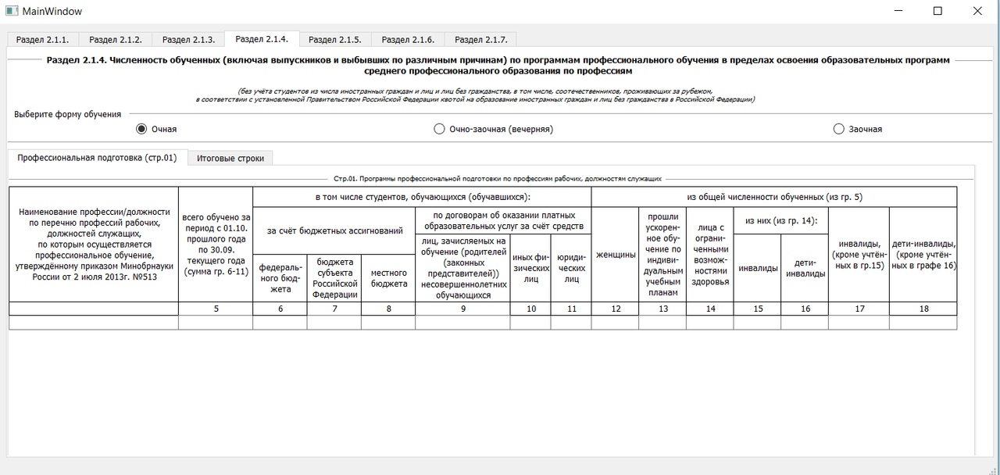 MainWindow
Раздел 2.1.1. Раздел 2.1.2. Раздел 2.1.3. Раздел 2.1.4. Раздел 2.1.5. Раздел 2.1.6. Раздел 2.1.7.
Раздел 2.1.4. Численность обученных (включая выпускников и выбывших по различным причинам) по программам профессионального обучения в пределах освоения образовательных программ
среднего профессионального образования по профессиям
(без учёта студентов из числа иностранных граждан и лиц и лиц без гражданства, в том числе, соотечественников, проживающих за рубежом,
в соответствии с установленной Правительством Российской Федерации квотой на образование иностранных граждан и лиц без гражданства в Российской Федерации)
Выберите форму обучения
Очная Очно-заочная (вечерняя) Заочная
Профессиональная подготовка (стр.01) Итоговые строки
Стр.01. Программы профессиональной подготовки по профессиям рабочих, должностям служащих
Наименование профессии/должности
по перечню профессий рабочих,
должностей служащих,
по которым осуществляется
профессиональное обучение,
утверждённому приказом Минобрнауки
России от 2 июля 2013г. №513
всего обучено за
период с 01.10.
прошлого года
по 30.09.
текущего года
(сумма гр. 6-11)
в том числе студентов, обучающихся (обучавшихся):
за счёт бюджетных ассигнований
федераль-
ного бюд-
жета
бюджета
субъекта
Российской
Федерации
местного
бюджета
по договорам об оказании платных
образовательных услуг за счёт средств
лиц, зачисляемых на
обучение (родителей
(законных
представителей))
несовершеннолетних
обучающихся
иных фи-
зических
лиц
юриди-
ческих
лиц
из общей численности обученных (из гр. 5)
женщины
прошли
ускорен-
ное обу-
чение по
индиви-
дуальным
учебным
планам
лица с
ограни-
ченными
возмож-
ностями
здоровья
из них (из гр. 14):
инвалиды
дети-
инвалиды
инвалиды,
(кроме учтён-
ных в гр.15)
дети-инвалиды,
(кроме учтён-
ных в графе 16)
5 6 7 8 9 10 11 12 13 14 15 16 17 18